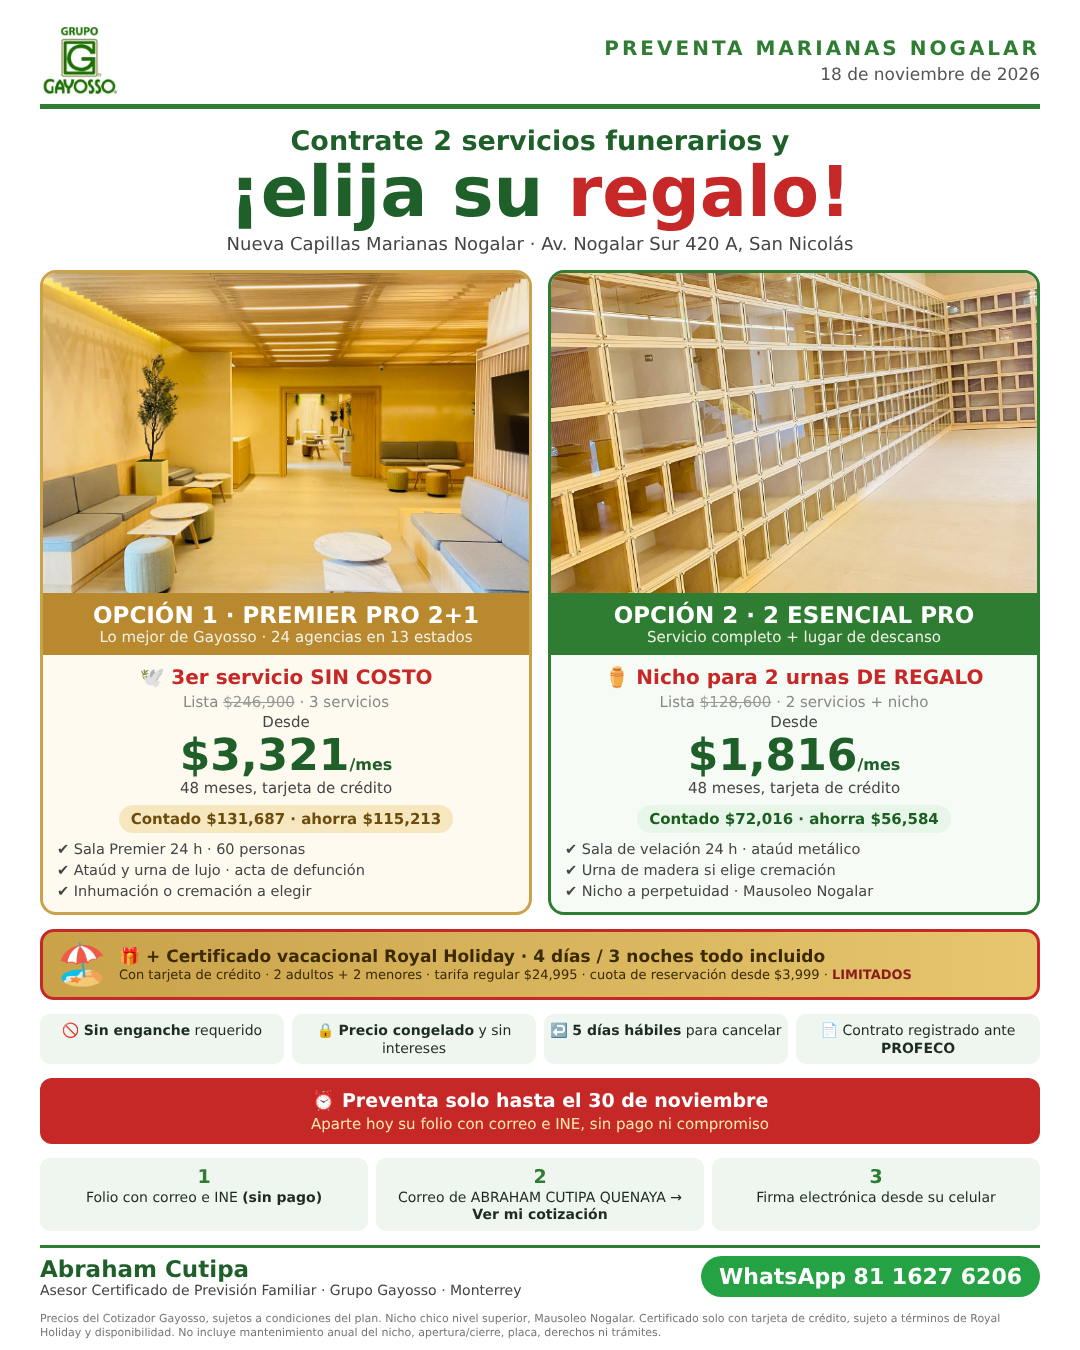 GRUPO
G
GAYOSSO
PREVENTA MARIANAS NOGALAR
18 de noviembre de 2026
Contrate 2 servicios funerarios y
¡elija su regalo!
Nueva Capillas Marianas Nogalar · Av. Nogalar Sur 420 A, San Nicolás
OPCIÓN 1 · PREMIER PRO 2+1
Lo mejor de Gayosso · 24 agencias en 13 estados
🕊️ 3er servicio SIN COSTO
Lista $246,900 · 3 servicios
Desde
$3,321/mes
48 meses, tarjeta de crédito
Contado $131,687 · ahorra $115,213
✔ Sala Premier 24 h · 60 personas
✔ Ataúd y urna de lujo · acta de defunción
✔ Inhumación o cremación a elegir
OPCIÓN 2 · 2 ESENCIAL PRO
Servicio completo + lugar de descanso
⚱️ Nicho para 2 urnas DE REGALO
Lista $128,600 · 2 servicios + nicho
Desde
$1,816/mes
48 meses, tarjeta de crédito
Contado $72,016 · ahorra $56,584
✔ Sala de velación 24 h · ataúd metálico
✔ Urna de madera si elige cremación
✔ Nicho a perpetuidad · Mausoleo Nogalar
🎁 + Certificado vacacional Royal Holiday · 4 días / 3 noches todo incluido
Con tarjeta de crédito · 2 adultos + 2 menores · tarifa regular $24,995 · cuota de reservación desde $3,999 · LIMITADOS
🚫 Sin enganche requerido
🔒 Precio congelado y sin
intereses
↩️ 5 días hábiles para cancelar
📄 Contrato registrado ante
PROFECO
⏰ Preventa solo hasta el 30 de noviembre
Aparte hoy su folio con correo e INE, sin pago ni compromiso
1
Folio con correo e INE (sin pago)
2
Correo de ABRAHAM CUTIPA QUENAYA →
Ver mi cotización
3
Firma electrónica desde su celular
Abraham Cutipa
Asesor Certificado de Previsión Familiar · Grupo Gayosso · Monterrey
WhatsApp 81 1627 6206
Precios del Cotizador Gayosso, sujetos a condiciones del plan. Nicho chico nivel superior, Mausoleo Nogalar. Certificado solo con tarjeta de crédito, sujeto a términos de Royal
Holiday y disponibilidad. No incluye mantenimiento anual del nicho, apertura/cierre, placa, derechos ni trámites.